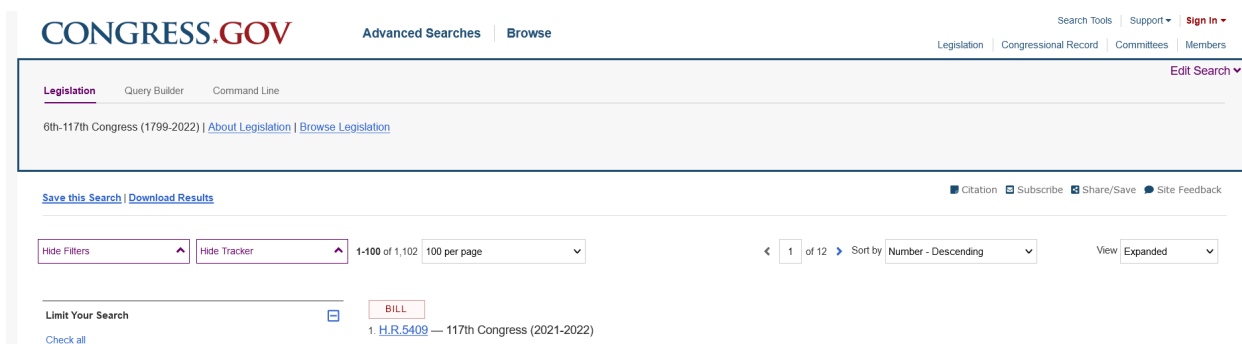 CONGRESS.GOV
Advanced Searches Browse
Search Tools Support Sign In
Legislation Congressional Record Committees Members
Edit Search
Legislation Query Builder Command Line
6th-117th Congress (1799-2022) | About Legislation | Browse Legislation
Save this Search | Download Results
Citation Subscribe Share/Save Site Feedback
Hide Filters Hide Tracker 1-100 of 1,102 100 per page 1 of 12 Sort by Number - Descending View Expanded
Limit Your Search
Check all
BILL
1. H.R.5409 — 117th Congress (2021-2022)